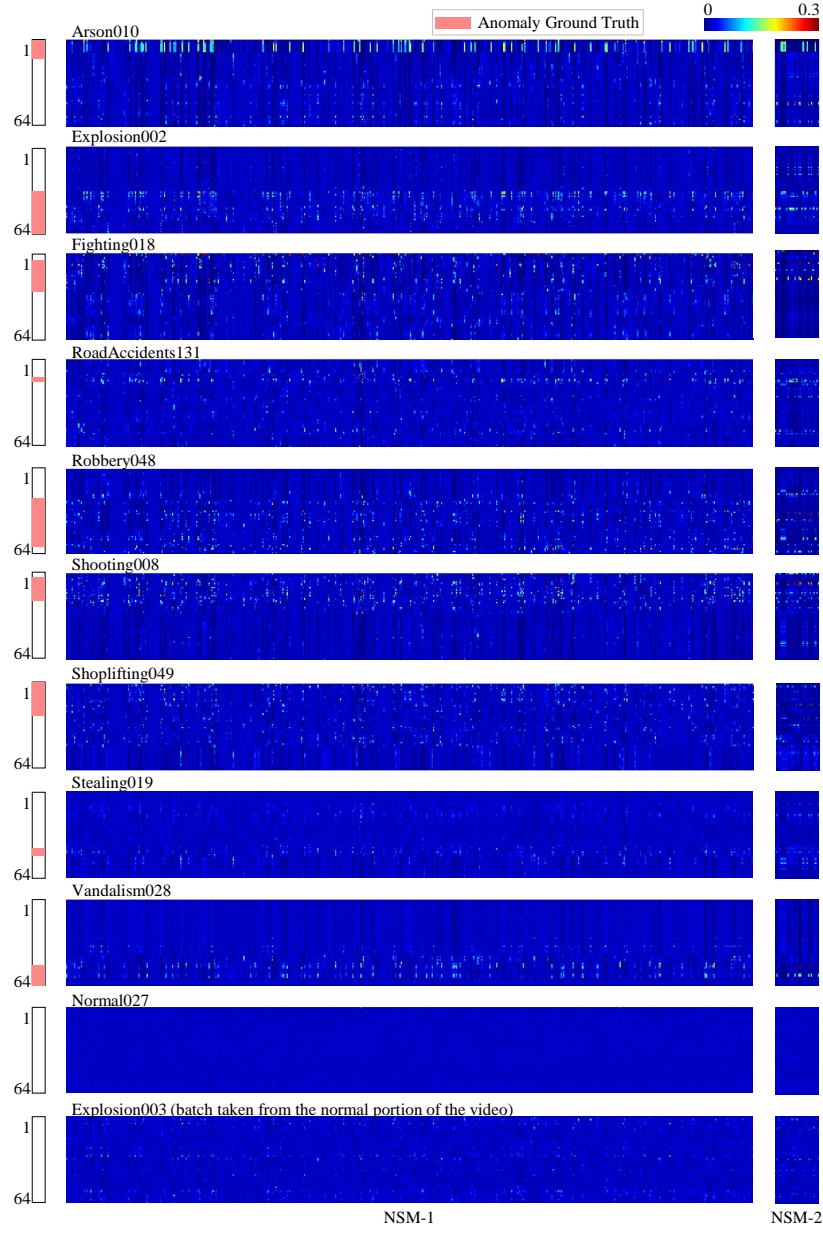 Anomaly Ground Truth
0 0.3
Arson010
1
64
Explosion002
1
64
Fighting018
1
64
RoadAccidents131
1
64
Robbery048
1
64
Shooting008
1
64
Shoplifting049
1
64
Stealing019
1
64
Vandalism028
1
64
Normal027
1
64
Explosion003 (batch taken from the normal portion of the video)
1
64
NSM-1 NSM-2